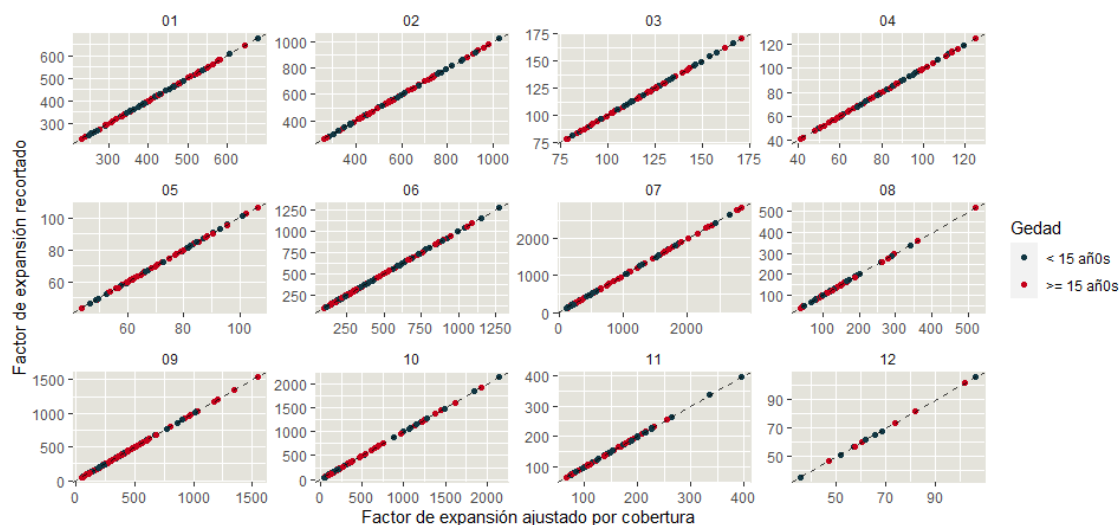 01 02 03 04
600 500 400 300
1000 800 600 400
175 150 125 100 75
120 100 80 60 40
300 400 500 600
400 600 800 1000
75 100 125 150 175
40 60 80 100 120
05 06 07 08
100 80 60
1250 1000 750 500 250
2000 1000 0
500 400 300 200 100
60 80 100
250 500 750 1000 1250
0 1000 2000
100 200 300 400 500
09 10 11 12
1500 1000 500 0
2000 1500 1000 500 0
400 300 200 100
90 70 50
0 500 1000 1500
0 500 1000 1500 2000
100 200 300 400
50 70 90
Factor de expansión recortado
Factor de expansión ajustado por cobertura
Gedad
< 15 añ0s
>= 15 añ0s